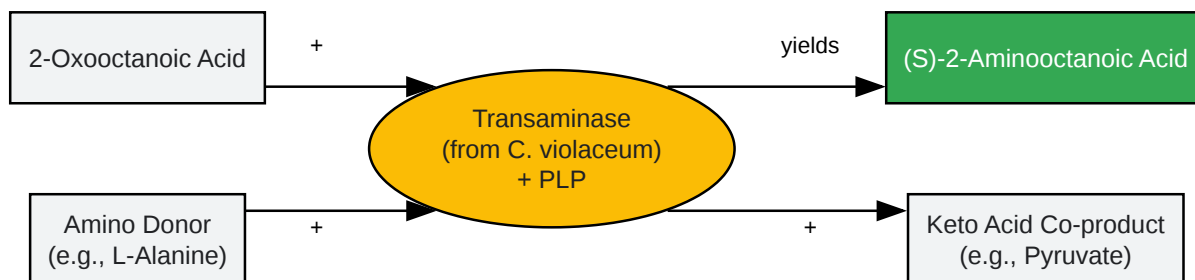 2-Oxooctanoic Acid
+
yields
(S)-2-Aminooctanoic Acid
Transaminase
(from C. violaceum)
+ PLP
Amino Donor
(e.g., L-Alanine)
+
+
Keto Acid Co-product
(e.g., Pyruvate)